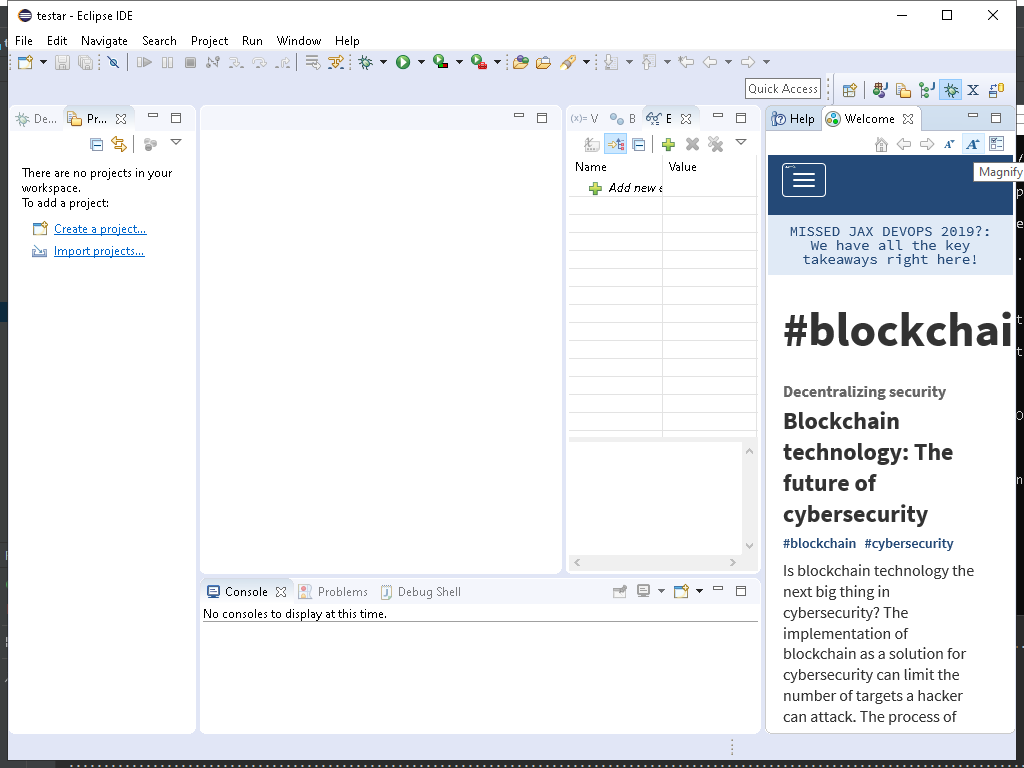 testar - Eclipse IDE
File Edit Navigate Search Project Run Window Help
Quick Access
De...
Pr...
There are no projects in your
workspace.
To add a project:
Create a project...
Import projects...
(x)= V
B
E
Name
Value
Add new e
Console
Problems
Debug Shell
No consoles to display at this time.
Help
Welcome
Magnify
MISSED JAX DEVOPS 2019?:
We have all the key
takeaways right here!
#blockchai
Decentralizing security
Blockchain
technology: The
future of
cybersecurity
#blockchain #cybersecurity
Is blockchain technology the
next big thing in
cybersecurity? The
implementation of
blockchain as a solution for
cybersecurity can limit the
number of targets a hacker
can attack. The process of